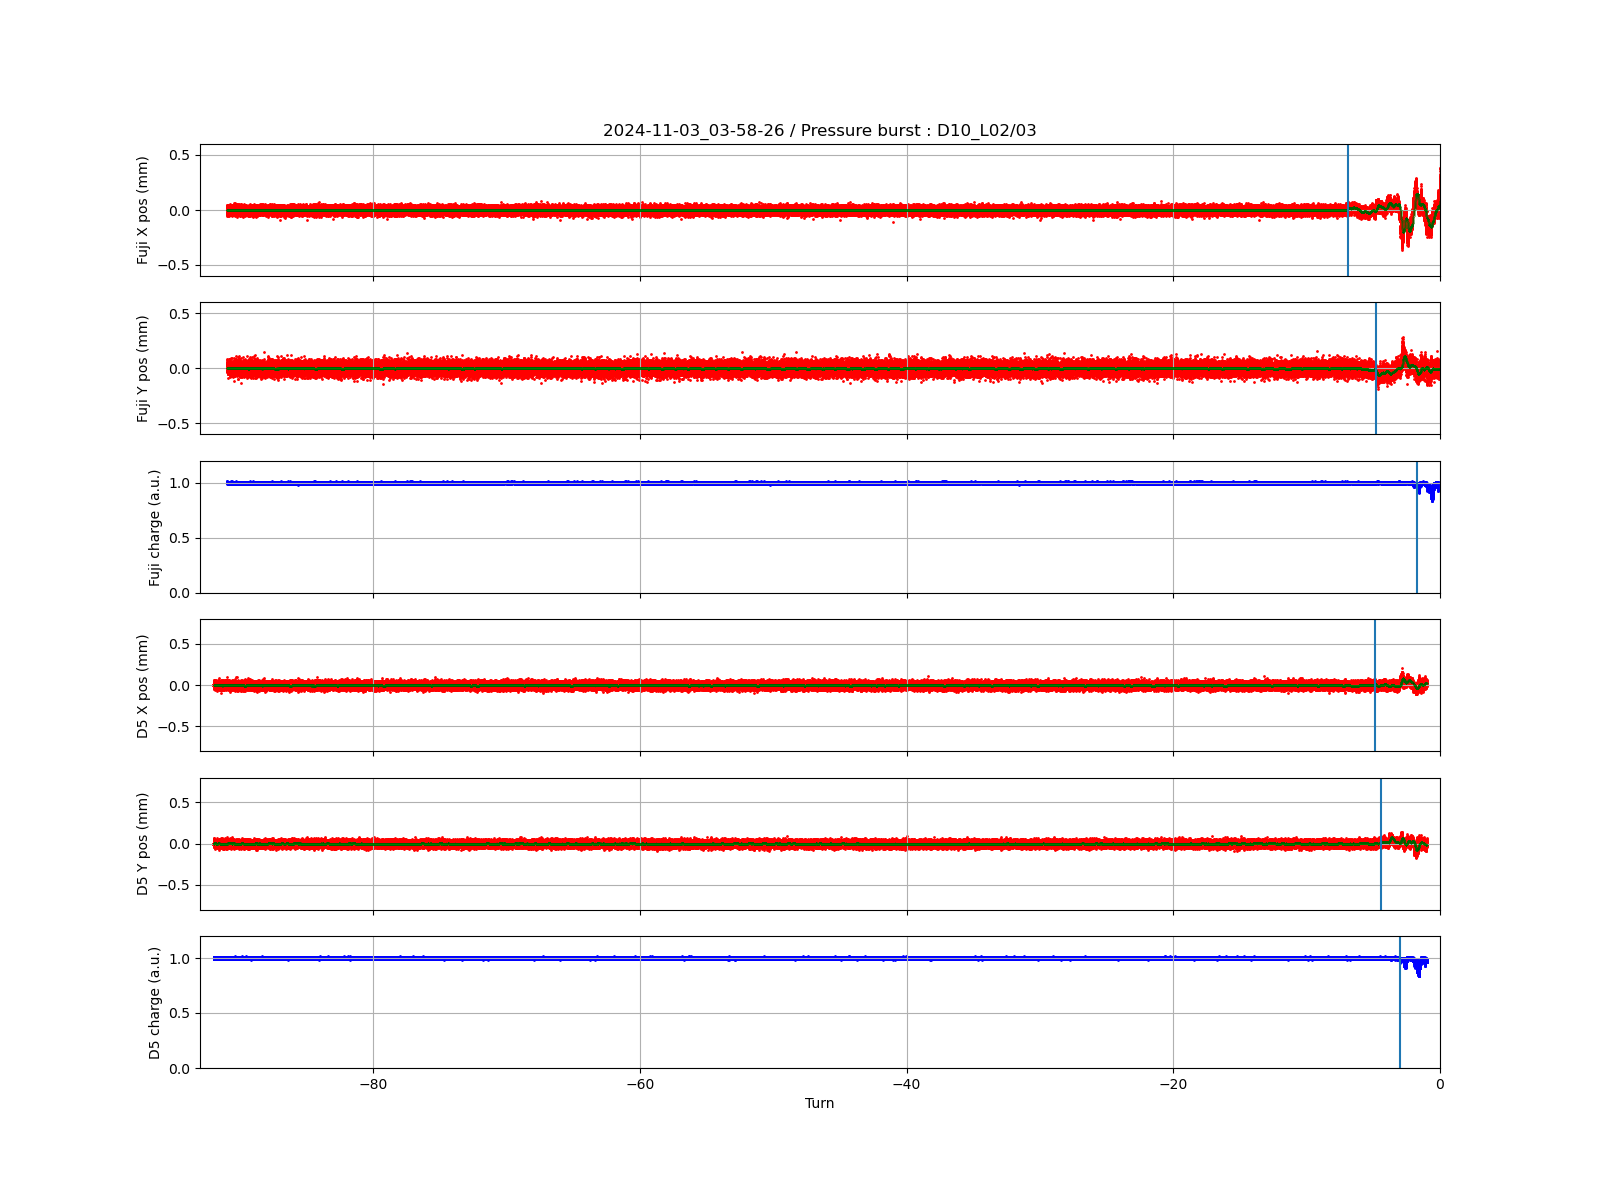 2024-11-03_03-58-26 / Pressure burst : D10_L02/03
Fuji X pos (mm)
0.5
0.0
−0.5
Fuji Y pos (mm)
0.5
0.0
−0.5
Fuji charge (a.u.)
1.0
0.5
0.0
D5 X pos (mm)
0.5
0.0
−0.5
D5 Y pos (mm)
0.5
0.0
−0.5
D5 charge (a.u.)
1.0
0.5
0.0
−80 −60 −40 −20 0
Turn